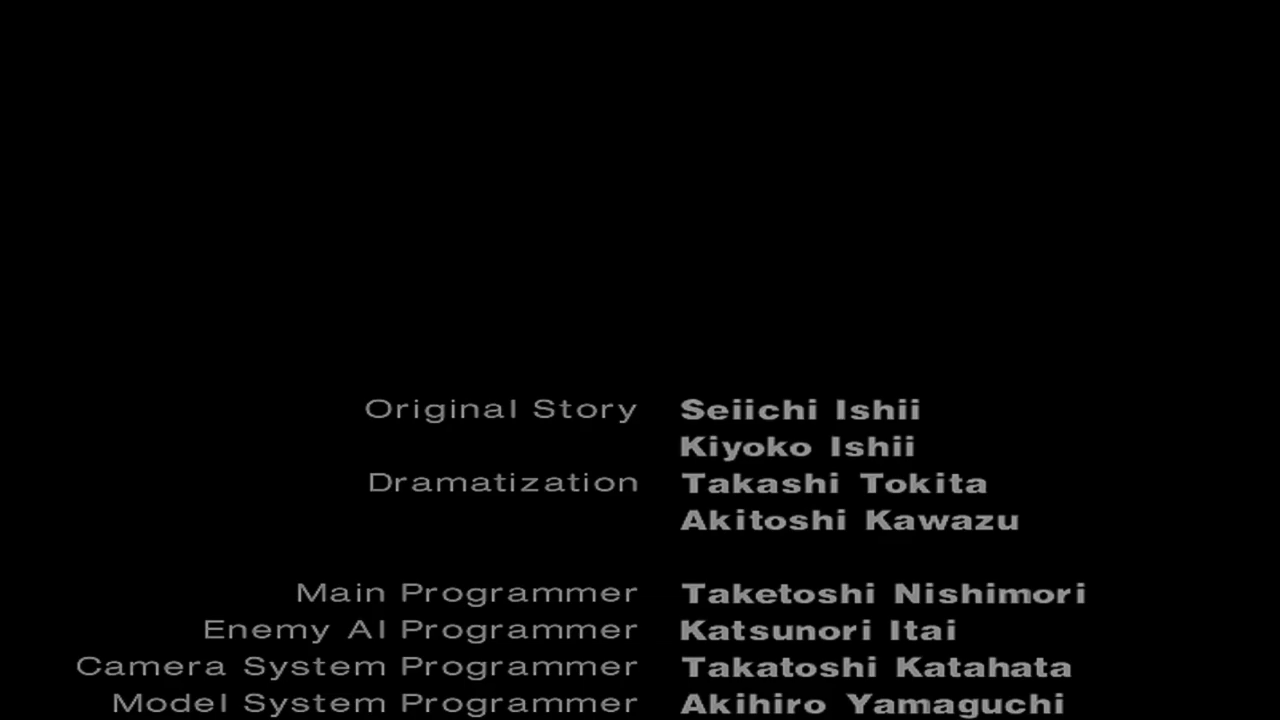 Original Story Seiichi Ishii
Kiyoko Ishii
Dramatization Takashi Tokita
Akitoshi Kawazu
Main Programmer Taketoshi Nishimori
Enemy AI Programmer Katsunori Itai
Camera System Programmer Takatoshi Katahata
Model System Programmer Akihiro Yamaguchi